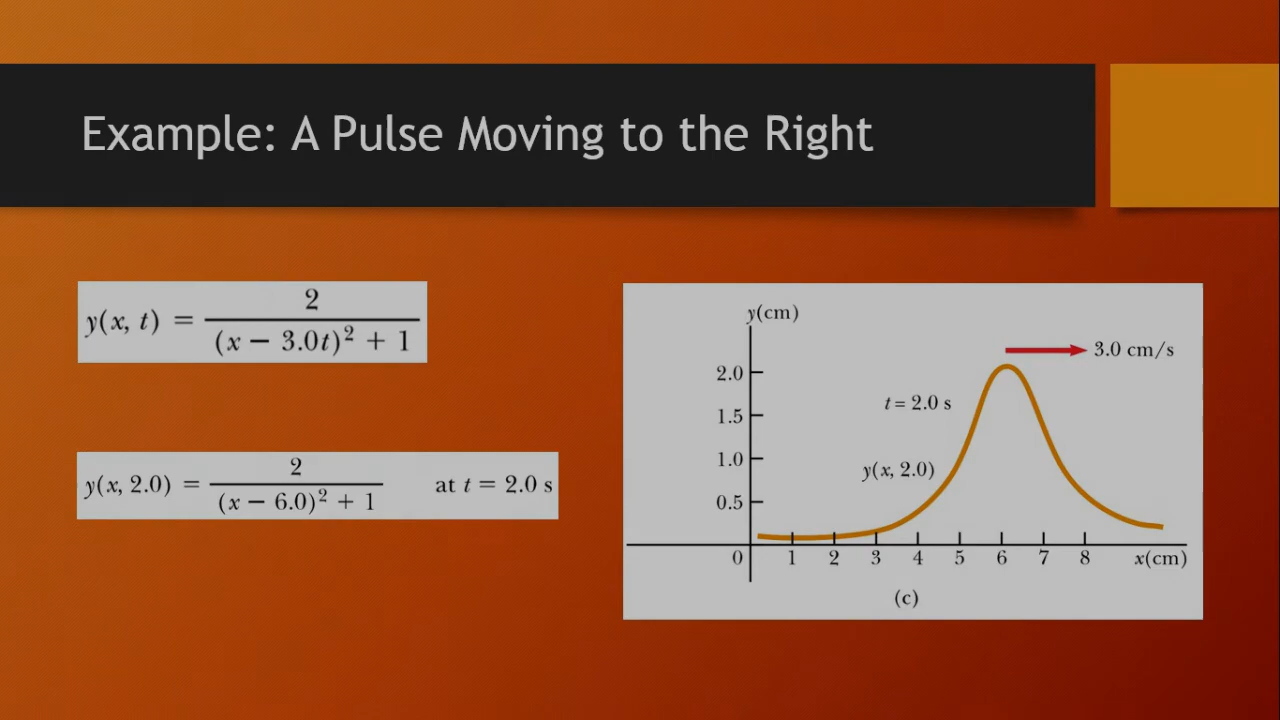 Example: A Pulse Moving to the Right
y(x, t) = 2 / ((x − 3.0t)² + 1)
y(x, 2.0) = 2 / ((x − 6.0)² + 1) at t = 2.0 s
y(cm)
3.0 cm/s
2.0
t = 2.0 s
1.5
1.0
y(x, 2.0)
0.5
0 1 2 3 4 5 6 7 8 x(cm)
(c)